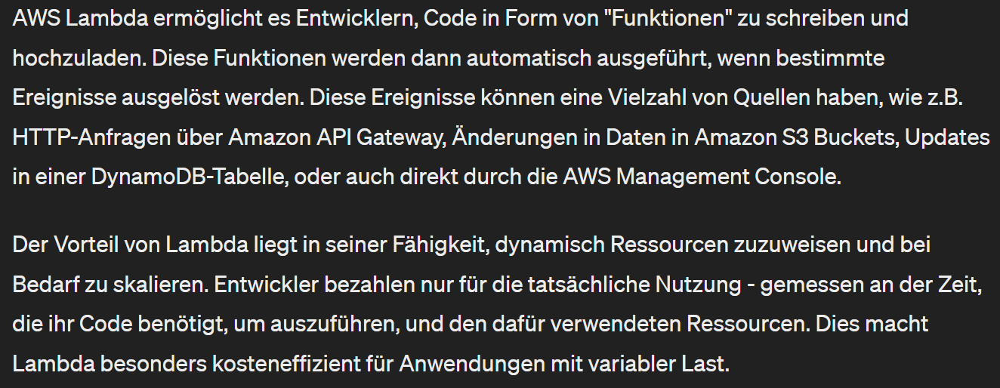 AWS Lambda ermöglicht es Entwicklern, Code in Form von "Funktionen" zu schreiben und
hochzuladen. Diese Funktionen werden dann automatisch ausgeführt, wenn bestimmte
Ereignisse ausgelöst werden. Diese Ereignisse können eine Vielzahl von Quellen haben, wie z.B.
HTTP-Anfragen über Amazon API Gateway, Änderungen in Daten in Amazon S3 Buckets, Updates
in einer DynamoDB-Tabelle, oder auch direkt durch die AWS Management Console.
Der Vorteil von Lambda liegt in seiner Fähigkeit, dynamisch Ressourcen zuzuweisen und bei
Bedarf zu skalieren. Entwickler bezahlen nur für die tatsächliche Nutzung - gemessen an der Zeit,
die ihr Code benötigt, um auszuführen, und den dafür verwendeten Ressourcen. Dies macht
Lambda besonders kosteneffizient für Anwendungen mit variabler Last.